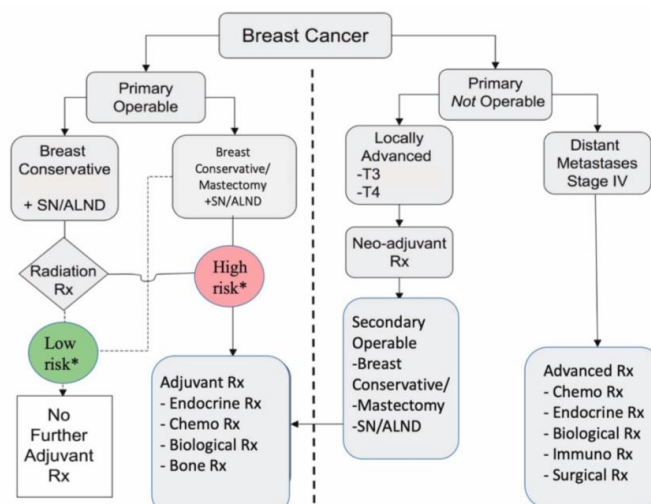 Breast Cancer
Primary
Operable
Primary
Not Operable
Breast
Conservative
+ SN/ALND
Breast
Conservative/
Mastectomy
+SN/ALND
Locally
Advanced
-T3
-T4
Distant
Metastases
Stage IV
Radiation
Rx
High
risk*
Neo-adjuvant
Rx
Low
risk*
Secondary
Operable
-Breast
Conservative/
-Mastectomy
-SN/ALND
No
Further
Adjuvant
Rx
Adjuvant Rx
- Endocrine Rx
- Chemo Rx
- Biological Rx
- Bone Rx
Advanced Rx
- Chemo Rx
- Endocrine Rx
- Biological Rx
- Immuno Rx
- Surgical Rx